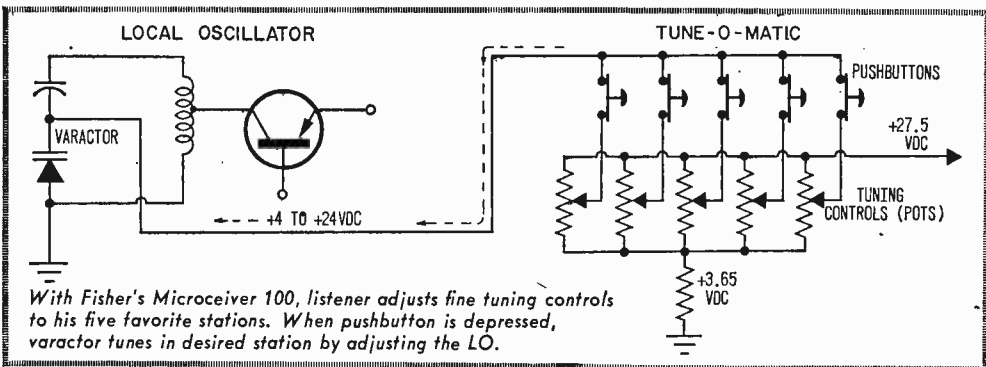 LOCAL OSCILLATOR
TUNE-O-MATIC
PUSHBUTTONS
VARACTOR
+27.5
VDC
+4 TO +24VDC
TUNING
CONTROLS (POTS)
+3.65
VDC
With Fisher's Microceiver 100, listener adjusts fine tuning controls
to his five favorite stations. When pushbutton is depressed,
varactor tunes in desired station by adjusting the LO.